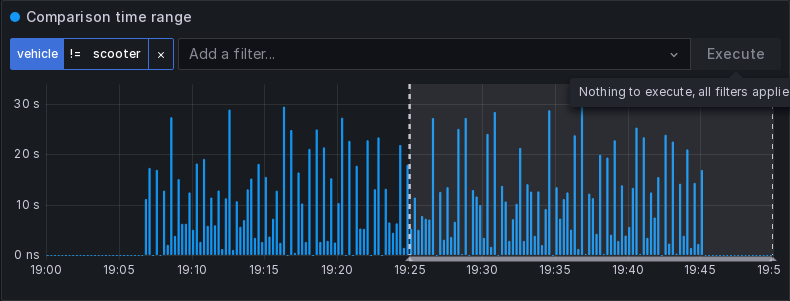 Comparison time range
vehicle != scooter × Add a filter... Execute
Nothing to execute, all filters applie
30 s
20 s
10 s
0 ns
19:00 19:05 19:10 19:15 19:20 19:25 19:30 19:35 19:40 19:45 19:5